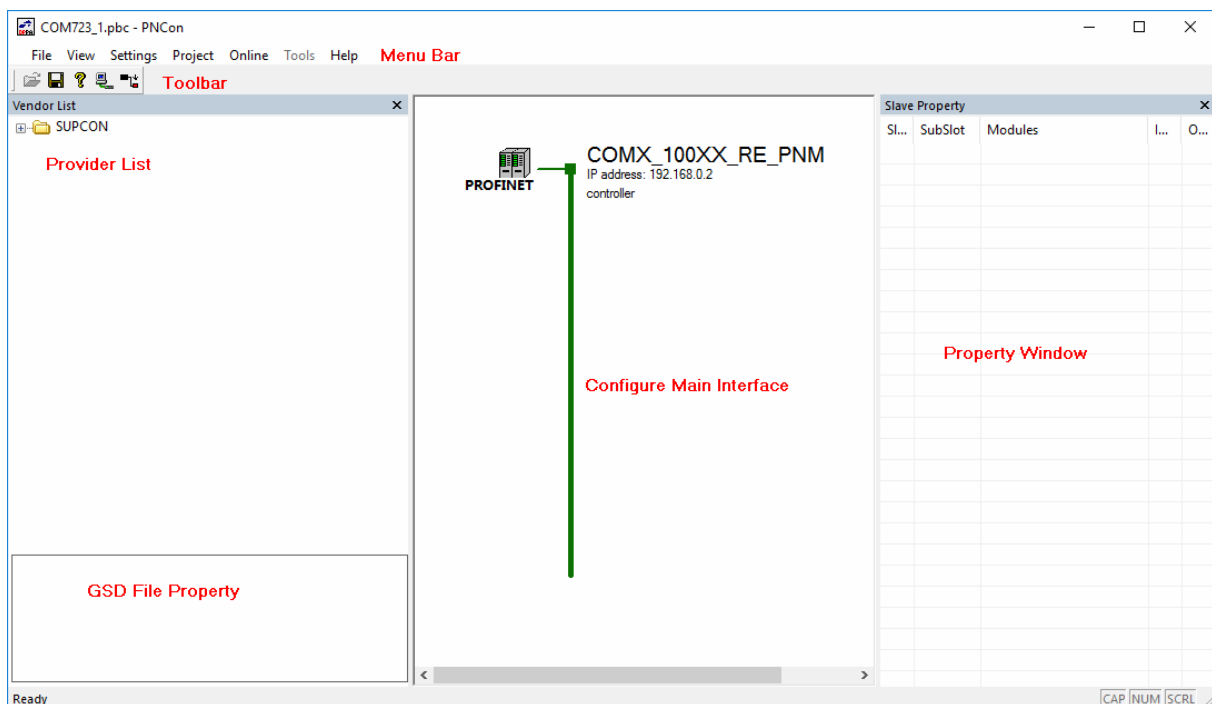 COM723_1.pbc - PNCon
File View Settings Project Online Tools Help Menu Bar
Toolbar
Vendor List
Slave Property
SUPCON
Sl... SubSlot Modules I... O...
Provider List
COMX_100XX_RE_PNM
IP address: 192.168.0.2
PROFINET
controller
Property Window
Configure Main Interface
GSD File Property
Ready
CAP NUM SCRL